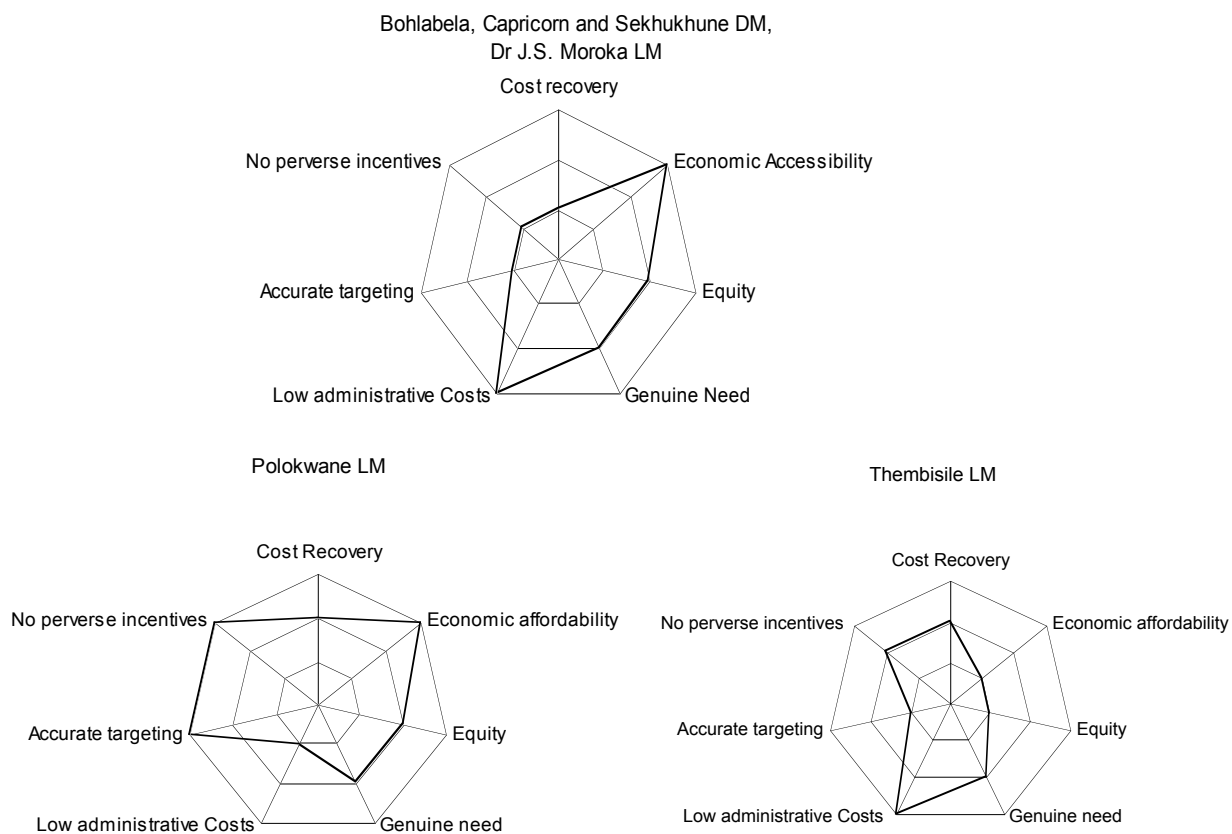 Bohlabela, Capricorn and Sekhukhune DM,
Dr J.S. Moroka LM
Cost recovery
No perverse incentives
Economic Accessibility
Accurate targeting
Equity
Low administrative Costs
Genuine Need
Polokwane LM
Cost Recovery
No perverse incentives
Economic affordability
Accurate targeting
Equity
Low administrative Costs
Genuine need
Thembisile LM
Cost Recovery
No perverse incentives
Economic affordability
Accurate targeting
Equity
Low administrative Costs
Genuine need